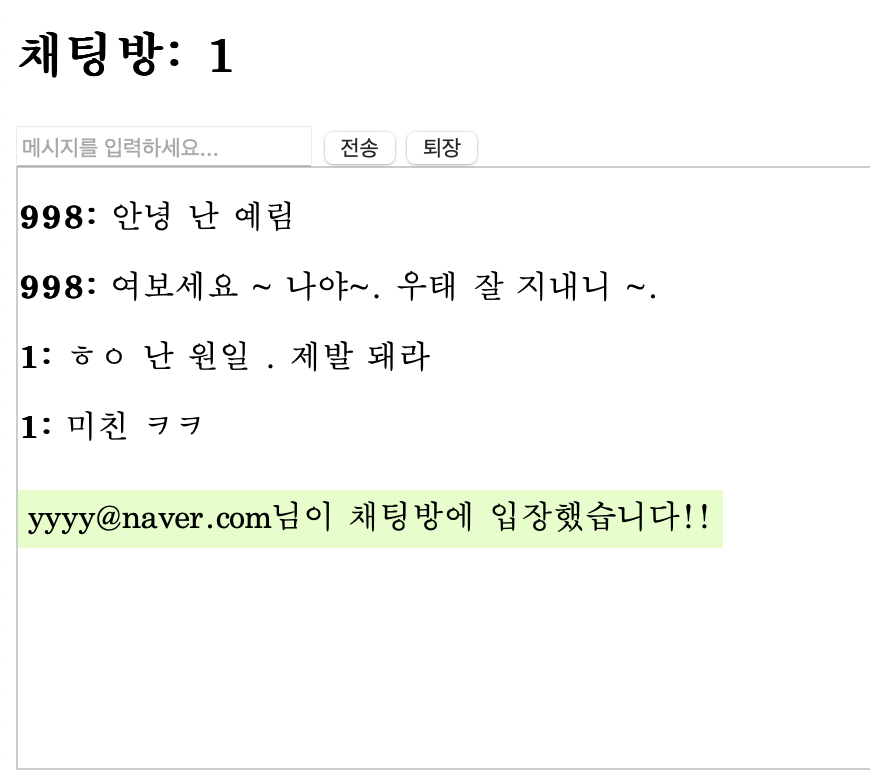 채팅방: 1
메시지를 입력하세요... 전송 퇴장
998: 안녕 난 예림
998: 여보세요 ~ 나야~. 우태 잘 지내니 ~.
1: ㅎㅇ 난 원일 . 제발 돼라
1: 미친 ㅋㅋ
yyyy@naver.com님이 채팅방에 입장했습니다!!